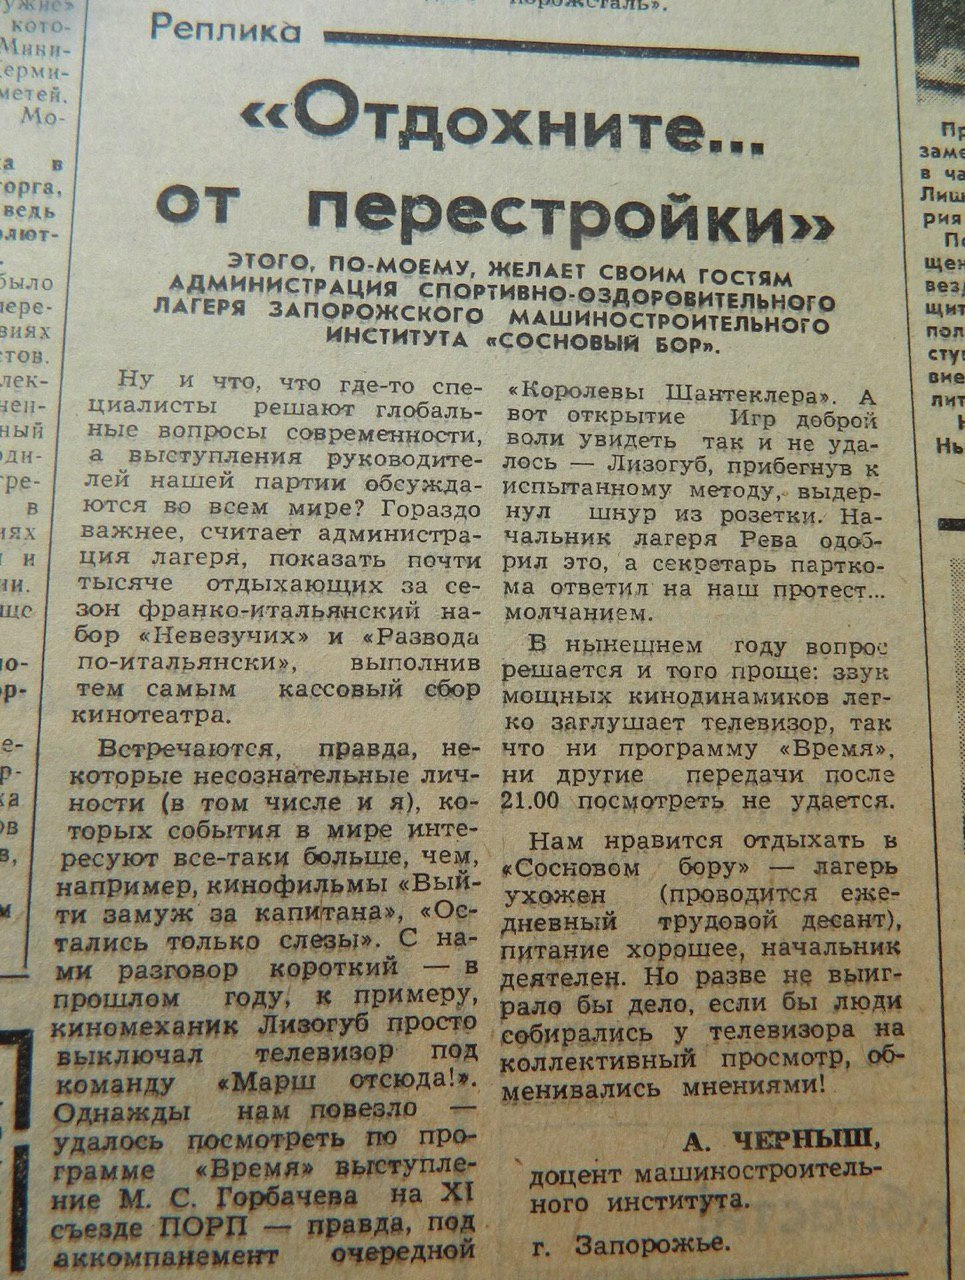 порожсталь».
Реплика
«Отдохните...
от перестройки»
ЭТОГО, ПО-МОЕМУ, ЖЕЛАЕТ СВОИМ ГОСТЯМ
АДМИНИСТРАЦИЯ СПОРТИВНО-ОЗДОРОВИТЕЛЬНОГО
ЛАГЕРЯ ЗАПОРОЖСКОГО МАШИНОСТРОИТЕЛЬНОГО
ИНСТИТУТА «СОСНОВЫЙ БОР».
Ну и что, что где-то спе-
циалисты решают глобаль-
ные вопросы современности,
а выступления руководите-
лей нашей партии обсужда-
ются во всем мире? Гораздо
важнее, считает администра-
ция лагеря, показать почти
тысяче отдыхающих за се-
зон франко-итальянский на-
бор «Невезучих» и «Развода
по-итальянски», выполнив
тем самым кассовый сбор
кинотеатра.
Встречаются, правда, не-
которые несознательные лич-
ности (в том числе и я), ко-
торых события в мире инте-
ресуют все-таки больше, чем,
например, кинофильмы «Вый-
ти замуж за капитана», «Ос-
тались только слезы». С на-
ми разговор короткий — в
прошлом году, к примеру,
киномеханик Лизогуб просто
выключал телевизор под
команду «Марш отсюда!».
Однажды нам повезло —
удалось посмотреть по про-
грамме «Время» выступле-
ние М. С. Горбачева на XI
съезде ПОРП — правда, под
аккомпанемент очередной
«Королевы Шантеклера». А
вот открытие Игр доброй
воли увидеть так и не уда-
лось — Лизогуб, прибегнув к
испытанному методу, выдер-
нул шнур из розетки. На-
чальник лагеря Рева одоб-
рил это, а секретарь партко-
ма ответил на наш протест...
молчанием.
В нынешнем году вопрос
решается и того проще: звук
мощных кинодинамиков лег-
ко заглушает телевизор, так
что ни программу «Время»,
ни другие передачи после
21.00 посмотреть не удается.
Нам нравится отдыхать в
«Сосновом бору» — лагерь
ухожен (проводится еже-
дневный трудовой десант),
питание хорошее, начальник
деятелен. Но разве не выиг-
рало бы дело, если бы люди
собирались у телевизора на
коллективный просмотр, об-
менивались мнениями!
А. ЧЕРНЫШ,
доцент машиностроитель-
ного института.
г. Запорожье.